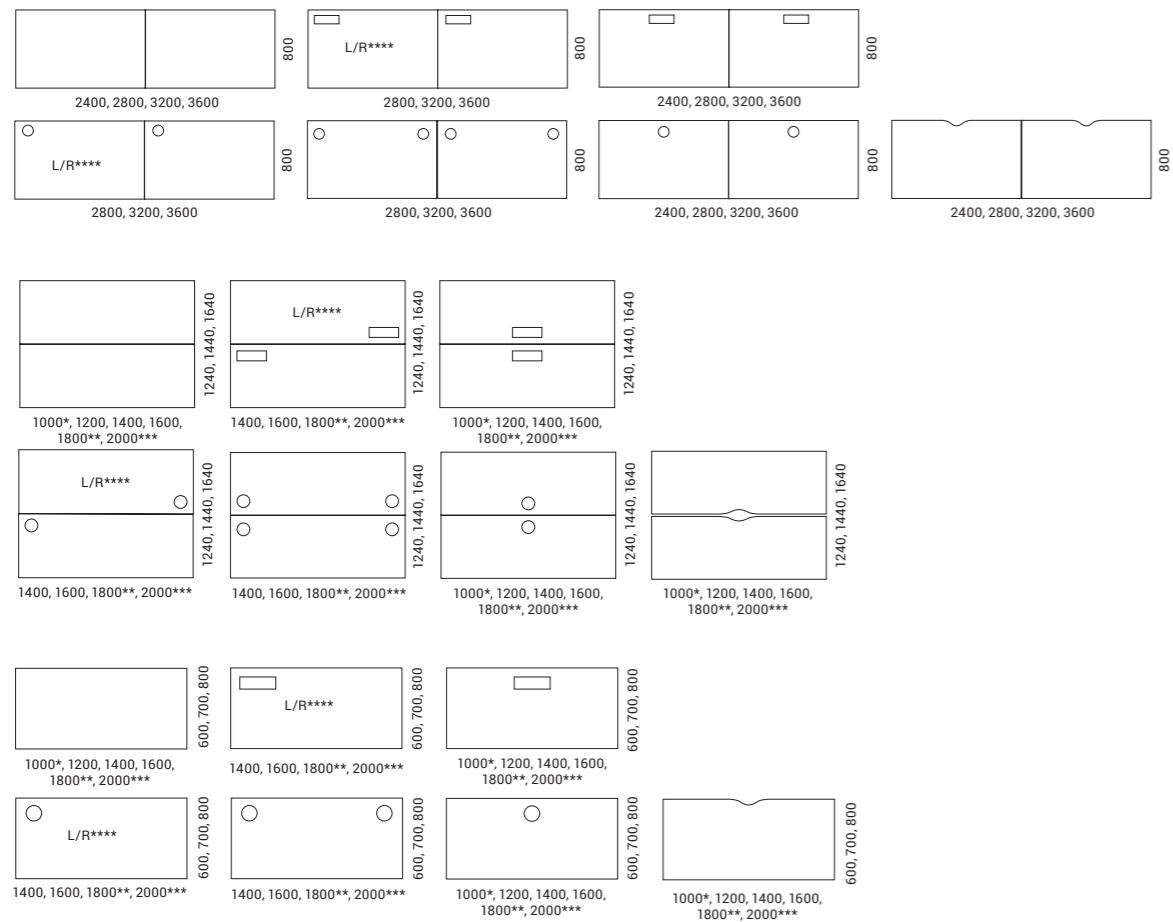 800
L/R****
800
800
2400, 2800, 3200, 3600
2800, 3200, 3600
2400, 2800, 3200, 3600
L/R****
800
800
800
800
2800, 3200, 3600
2800, 3200, 3600
2400, 2800, 3200, 3600
2400, 2800, 3200, 3600
1240, 1440, 1640
L/R****
1240, 1440, 1640
1240, 1440, 1640
1000*, 1200, 1400, 1600,
1800**, 2000***
1400, 1600, 1800**, 2000***
1000*, 1200, 1400, 1600,
1800**, 2000***
L/R****
1240, 1440, 1640
1240, 1440, 1640
1240, 1440, 1640
1240, 1440, 1640
1400, 1600, 1800**, 2000***
1400, 1600, 1800**, 2000***
1000*, 1200, 1400, 1600,
1800**, 2000***
1000*, 1200, 1400, 1600,
1800**, 2000***
600, 700, 800
L/R****
600, 700, 800
600, 700, 800
1000*, 1200, 1400, 1600,
1800**, 2000***
1400, 1600, 1800**, 2000***
1000*, 1200, 1400, 1600,
1800**, 2000***
L/R****
600, 700, 800
600, 700, 800
600, 700, 800
600, 700, 800
1400, 1600, 1800**, 2000***
1400, 1600, 1800**, 2000***
1000*, 1200, 1400, 1600,
1800**, 2000***
1000*, 1200, 1400, 1600,
1800**, 2000***